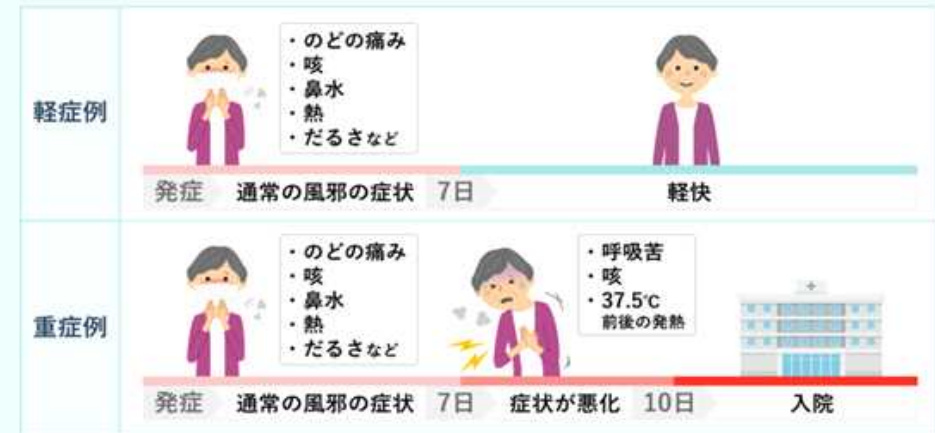 軽症例
・のどの痛み
・咳
・鼻水
・熱
・だるさなど
発症 通常の風邪の症状 7日 軽快
重症例
・のどの痛み
・咳
・鼻水
・熱
・だるさなど
・呼吸苦
・咳
・37.5℃
前後の発熱
発症 通常の風邪の症状 7日 症状が悪化 10日 入院